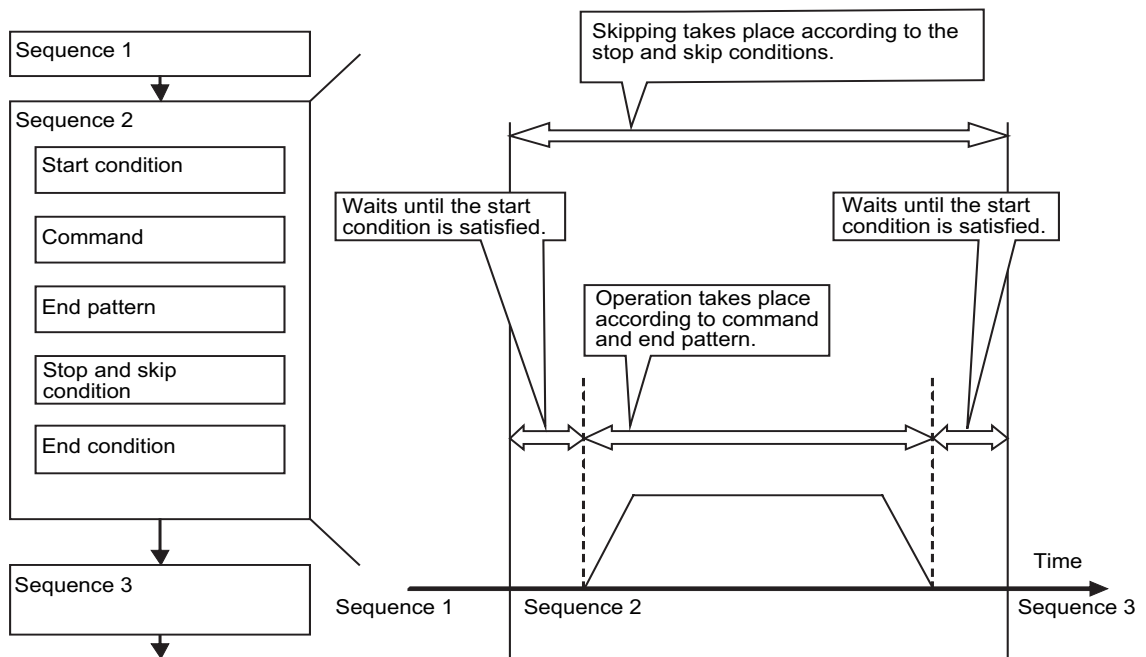 Sequence 1
Sequence 2
Start condition
Command
End pattern
Stop and skip
condition
End condition
Sequence 3
Skipping takes place according to the
stop and skip conditions.
Waits until the start
condition is satisfied.
Waits until the start
condition is satisfied.
Operation takes place
according to command
and end pattern.
Time
Sequence 1
Sequence 2
Sequence 3